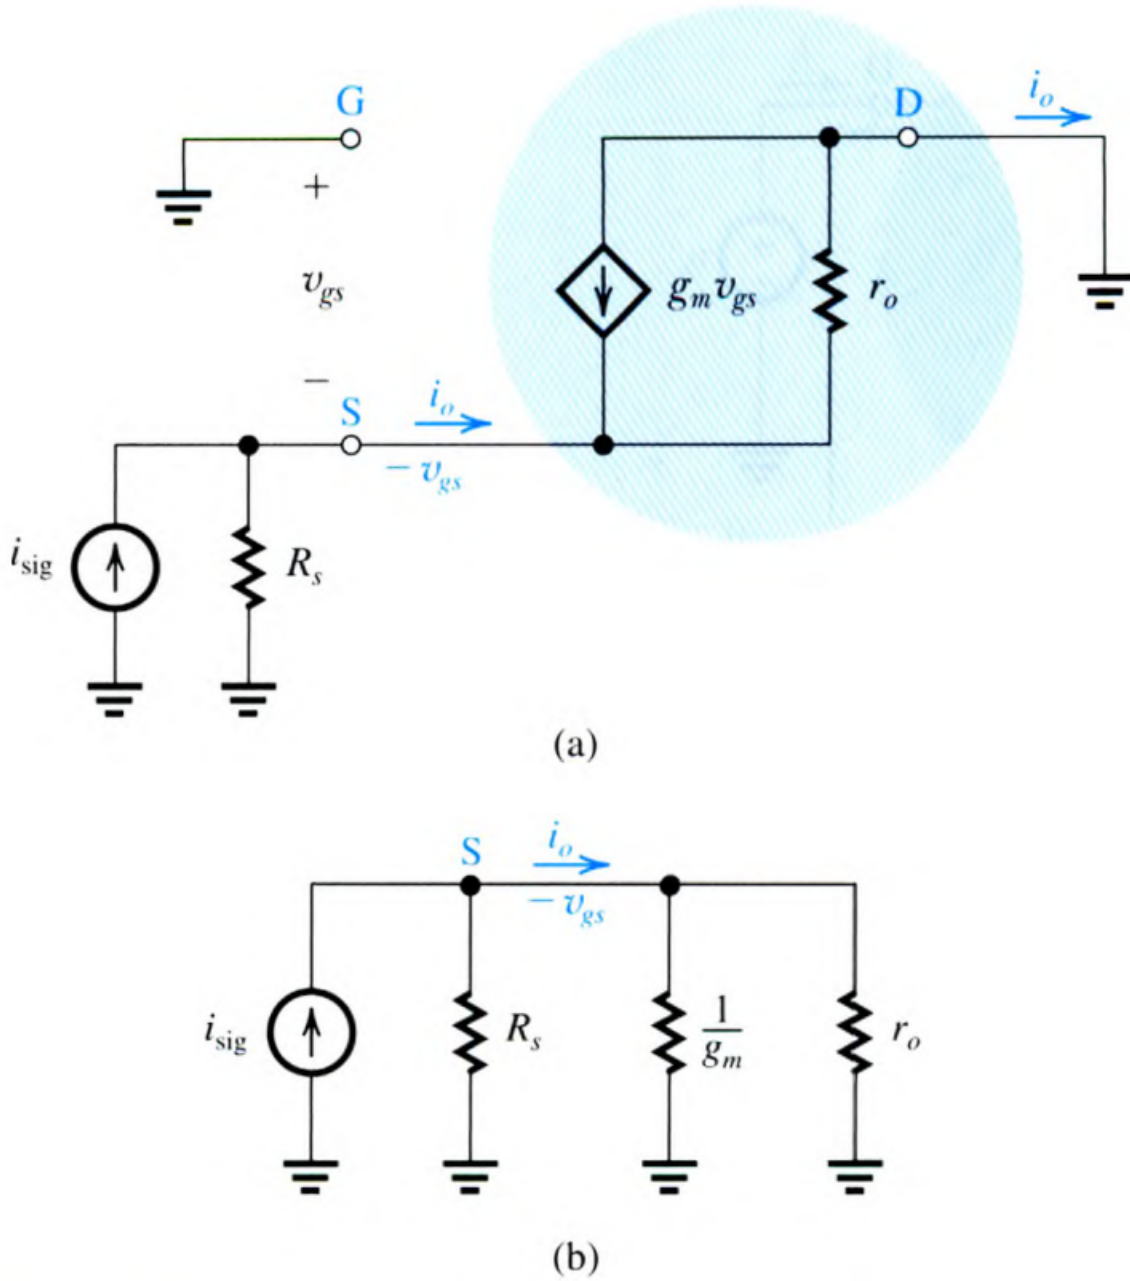 G
+
v_gs
−
D
i_o
g_m v_gs
r_o
S
i_o
− v_gs
i_sig
R_s
(a)
S
i_o
− v_gs
i_sig
R_s
1/g_m
r_o
(b)